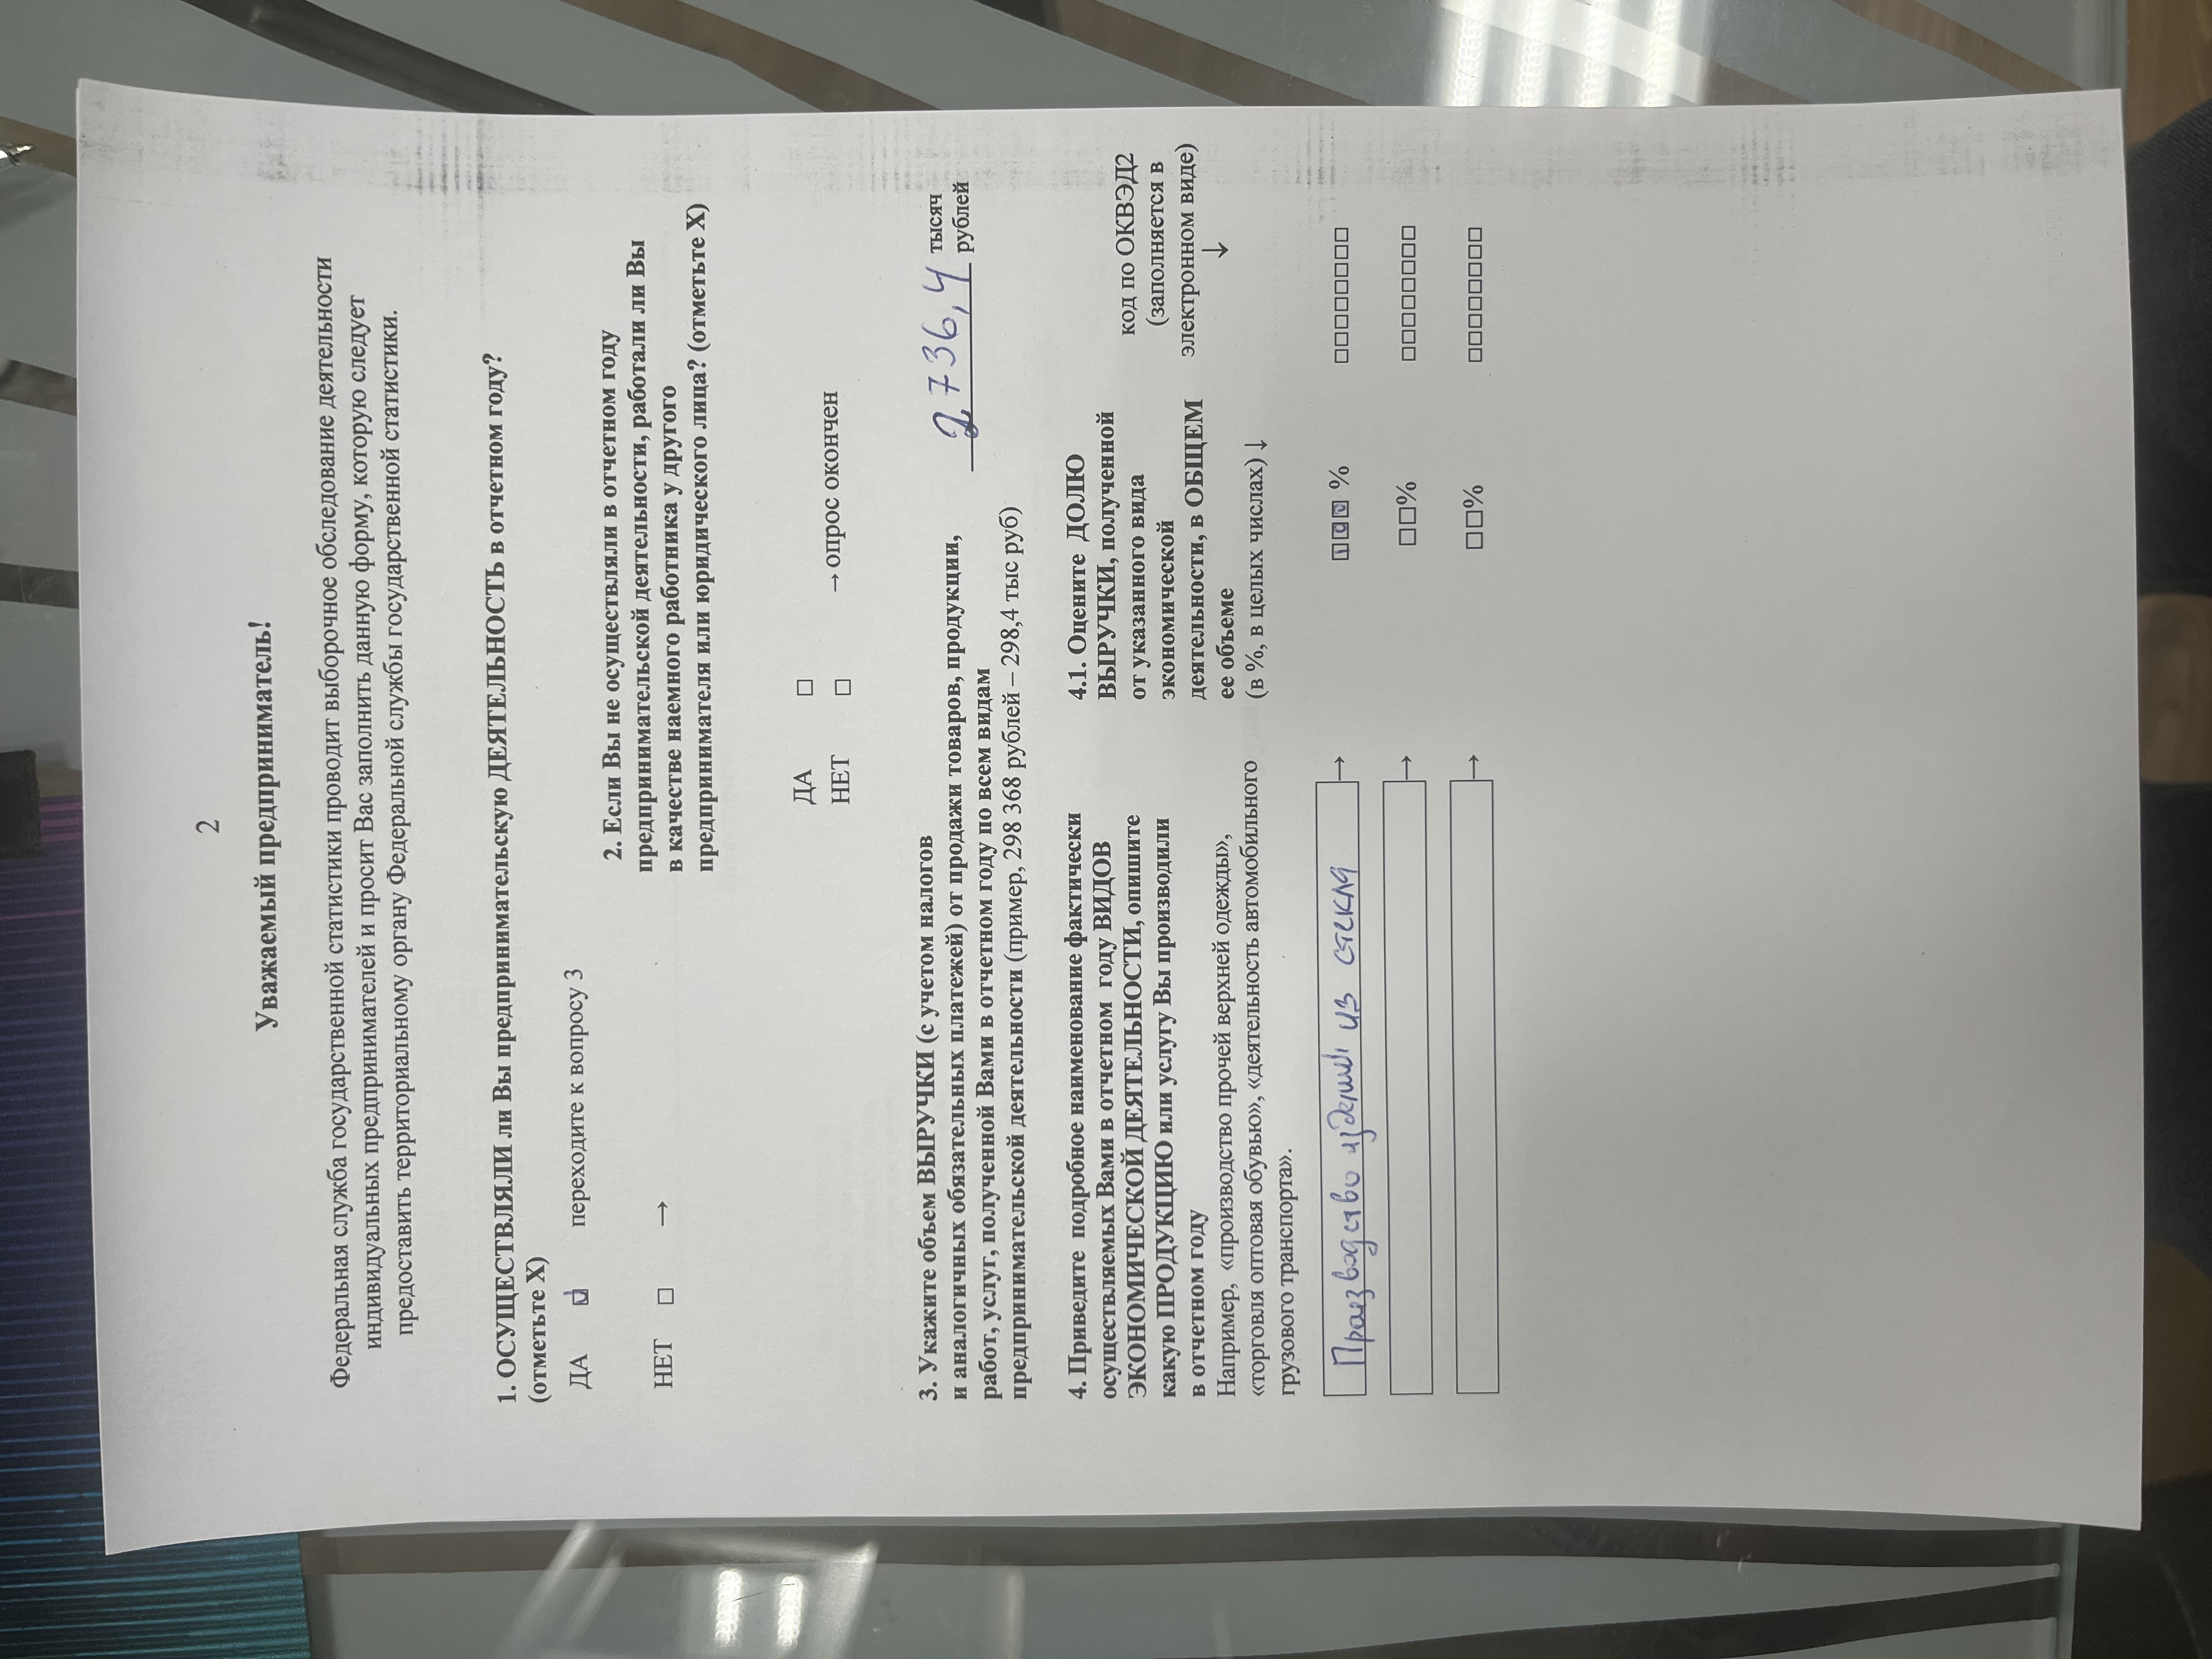 2
Уважаемый предприниматель!
Федеральная служба государственной статистики проводит выборочное обследование деятельности
индивидуальных предпринимателей и просит Вас заполнить данную форму, которую следует
предоставить территориальному органу Федеральной службы государственной статистики.
1. ОСУЩЕСТВЛЯЛИ ли Вы предпринимательскую ДЕЯТЕЛЬНОСТЬ в отчетном году?
(отметьте X)
ДА переходите к вопросу 3
НЕТ □ →
2. Если Вы не осуществляли в отчетном году
предпринимательской деятельности, работали ли Вы
в качестве наемного работника у другого
предпринимателя или юридического лица? (отметьте X)
ДА □
НЕТ □ → опрос окончен
3. Укажите объем ВЫРУЧКИ (с учетом налогов
и аналогичных обязательных платежей) от продажи товаров, продукции,
работ, услуг, полученной Вами в отчетном году по всем видам
предпринимательской деятельности (пример, 298 368 рублей – 298,4 тыс руб)
2736,4 тысяч
рублей
4. Приведите подробное наименование фактически
осуществляемых Вами в отчетном году ВИДОВ
ЭКОНОМИЧЕСКОЙ ДЕЯТЕЛЬНОСТИ, опишите
какую ПРОДУКЦИЮ или услугу Вы производили
в отчетном году
Например, «производство прочей верхней одежды»,
«торговля оптовая обувью», «деятельность автомобильного
грузового транспорта».
4.1. Оцените ДОЛЮ
ВЫРУЧКИ, полученной
от указанного вида
экономической
деятельности, в ОБЩЕМ
ее объеме
(в %, в целых числах) ↓
код по ОКВЭД2
(заполняется в
электронном виде)
↓
Производство изделий из стекла → 100 % □□□□□□□□
→ □□% □□□□□□□□
→ □□% □□□□□□□□